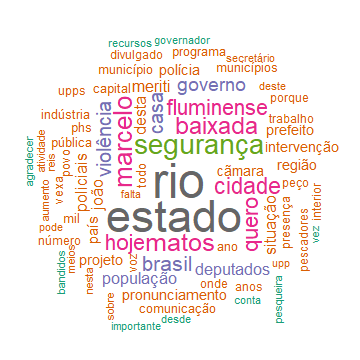 recursos governador
divulgado programa
secretário
município polícia municípios
upps capital meriti governo deste
porque
indústria desta casa fluminense trabalho
phs marcelo baixada prefeito
pública violência segurança intervenção
agradecer atividade reis povo policiais todo cãmara região
aumento vexa joão falta rio cidade peço
pode mil país estado quero situação presença interior
número hojematos ano vez
bandidos meios projeto voz brasil deputados pescadores
nesta população onde anos upp
sobre pronunciamento conta pesqueira
comunicação
importante desde